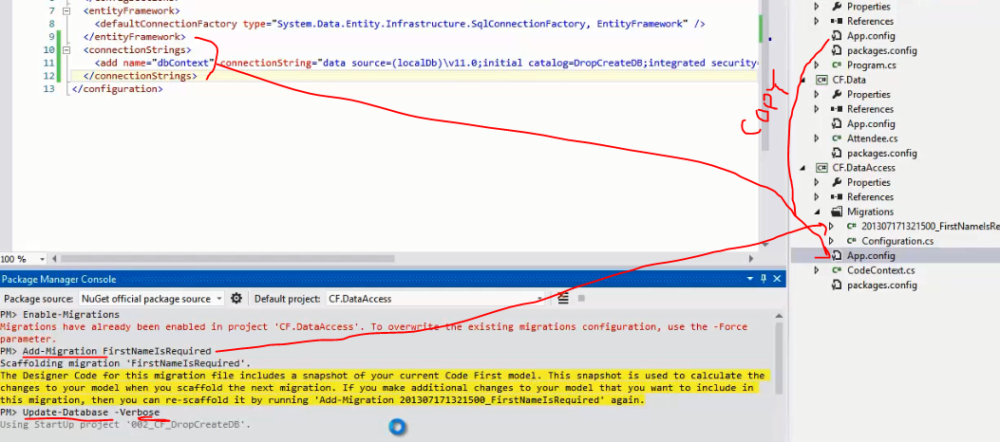 7 <entityFramework>
8 <defaultConnectionFactory type="System.Data.Entity.Infrastructure.SqlConnectionFactory, EntityFramework" />
9 </entityFramework>
10 <connectionStrings>
11 <add name="dbContext" connectionString="data source=(localDb)\v11.0;initial catalog=DropCreateDB;integrated security=
12 </connectionStrings>
13 </configuration>
100 %
Package Manager Console
Package source: NuGet official package source Default project: CF.DataAccess
PM> Enable-Migrations
Migrations have already been enabled in project 'CF.DataAccess'. To overwrite the existing migrations configuration, use the -Force
parameter.
PM> Add-Migration FirstNameIsRequired
Scaffolding migration 'FirstNameIsRequired'.
The Designer Code for this migration file includes a snapshot of your current Code First model. This snapshot is used to calculate the
changes to your model when you scaffold the next migration. If you make additional changes to your model that you want to include in
this migration, then you can re-scaffold it by running 'Add-Migration 201307171321500_FirstNameIsRequired' again.
PM> Update-Database -Verbose
Using StartUp project '002_CF_DropCreateDB'.
Copy
Properties
References
App.config
packages.config
C# Program.cs
C# CF.Data
Properties
References
App.config
C# Attendee.cs
packages.config
C# CF.DataAccess
Properties
References
Migrations
C# 201307171321500_FirstNameIsRe
C# Configuration.cs
App.config
C# CodeContext.cs
packages.config